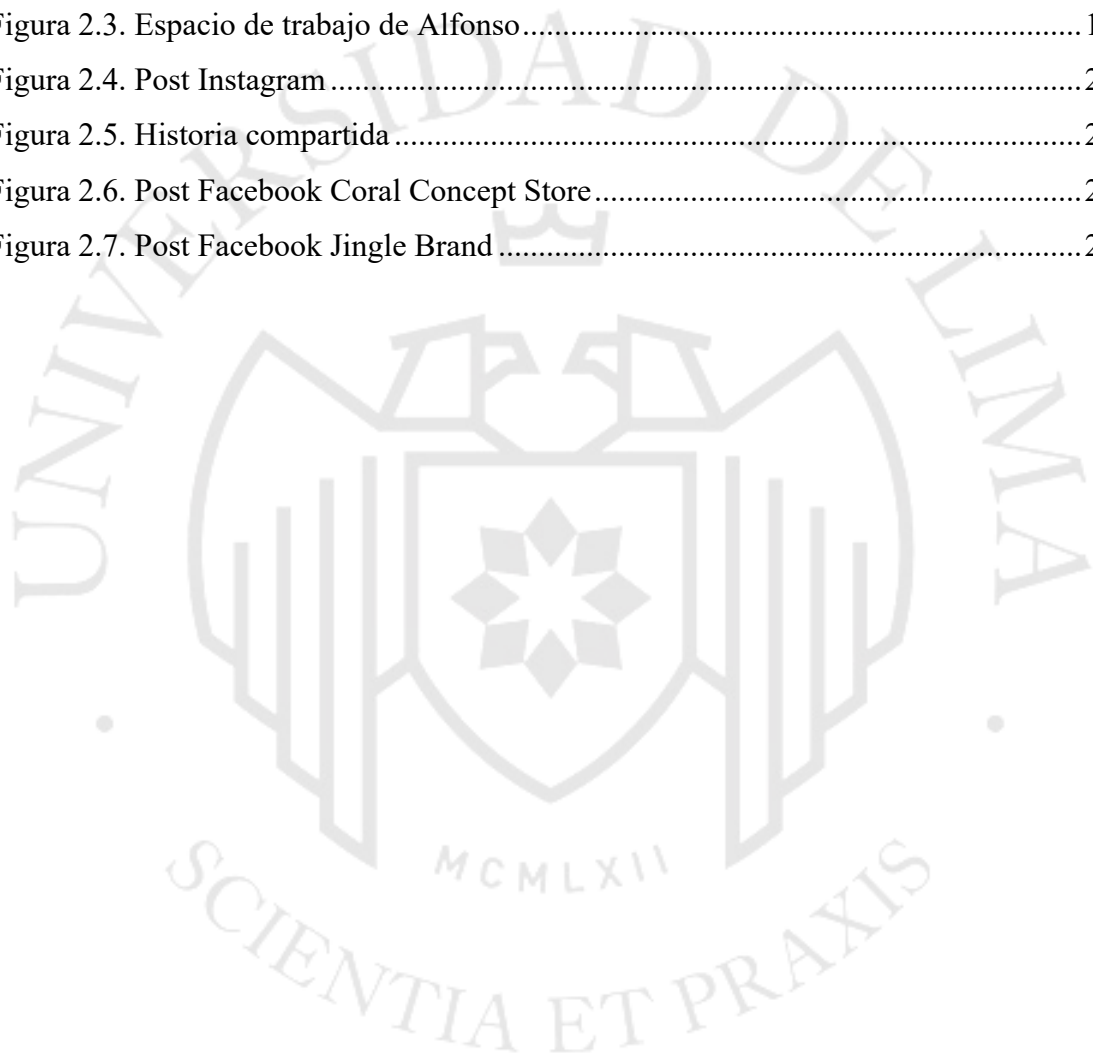 Figura 2.3. Espacio de trabajo de Alfonso.....1
Figura 2.4. Post Instagram.....2
Figura 2.5. Historia compartida.....2
Figura 2.6. Post Facebook Coral Concept Store.....2
Figura 2.7. Post Facebook Jingle Brand.....2
UNIVERSIDAD DE LIMA
MCMLXII
SCIENTIA ET PRAXIS